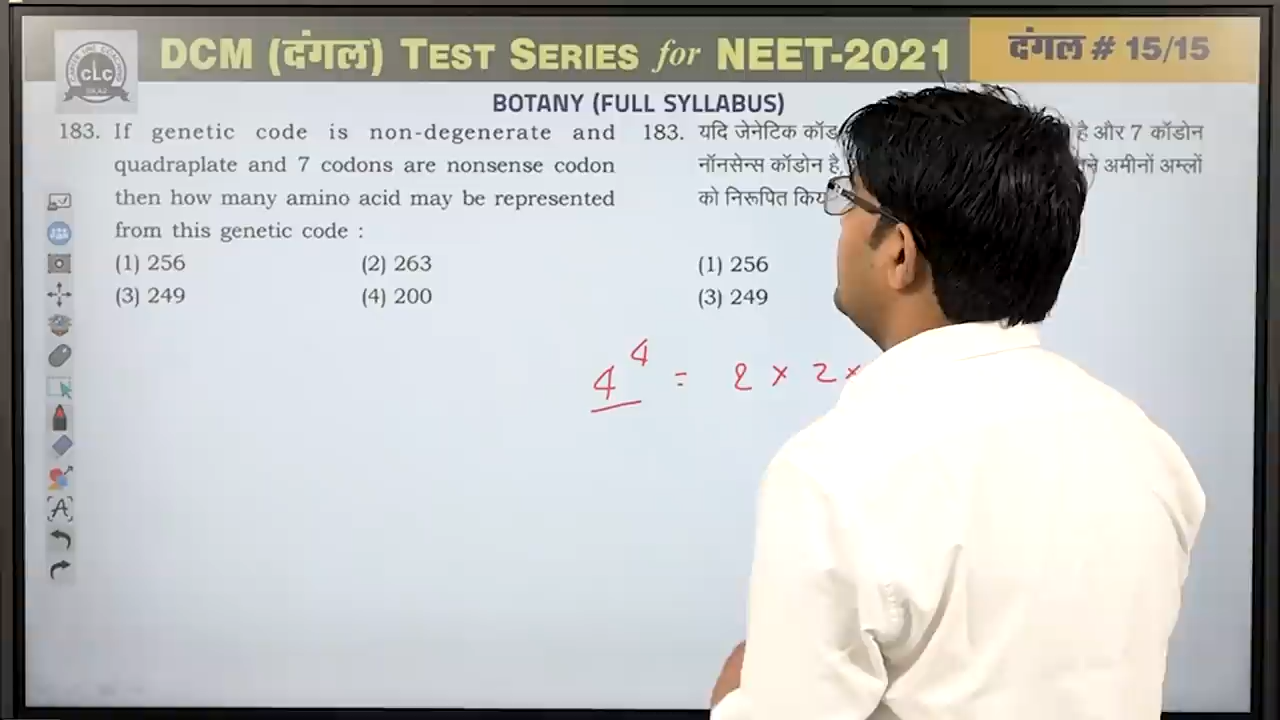 DCM (दंगल) TEST SERIES for NEET-2021
दंगल # 15/15
CLC
BOTANY (FULL SYLLABUS)
183. If genetic code is non-degenerate and
quadraplate and 7 codons are nonsense codon
then how many amino acid may be represented
from this genetic code :
(1) 256 (2) 263
(3) 249 (4) 200
183. यदि जेनेटिक कॉड है और 7 कॉडोन
नॉनसेन्स कॉडोन है, अमीनों अम्लों
को निरूपित
(1) 256
(3) 249
4^4 = 2 × 2 ×